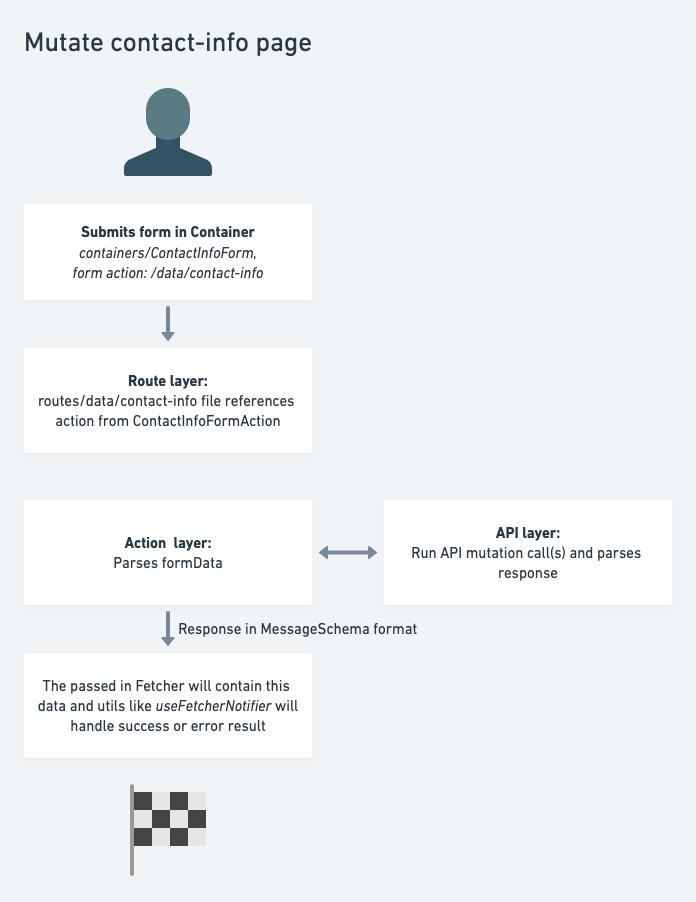 Mutate contact-info page
Submits form in Container
containers/ContactInfoForm,
form action: /data/contact-info
Route layer:
routes/data/contact-info file references
action from ContactInfoFormAction
Action  layer:
Parses formData
API layer:
Run API mutation call(s) and parses
response
Response in MessageSchema format
The passed in Fetcher will contain this
data and utils like useFetcherNotifier will
handle success or error result